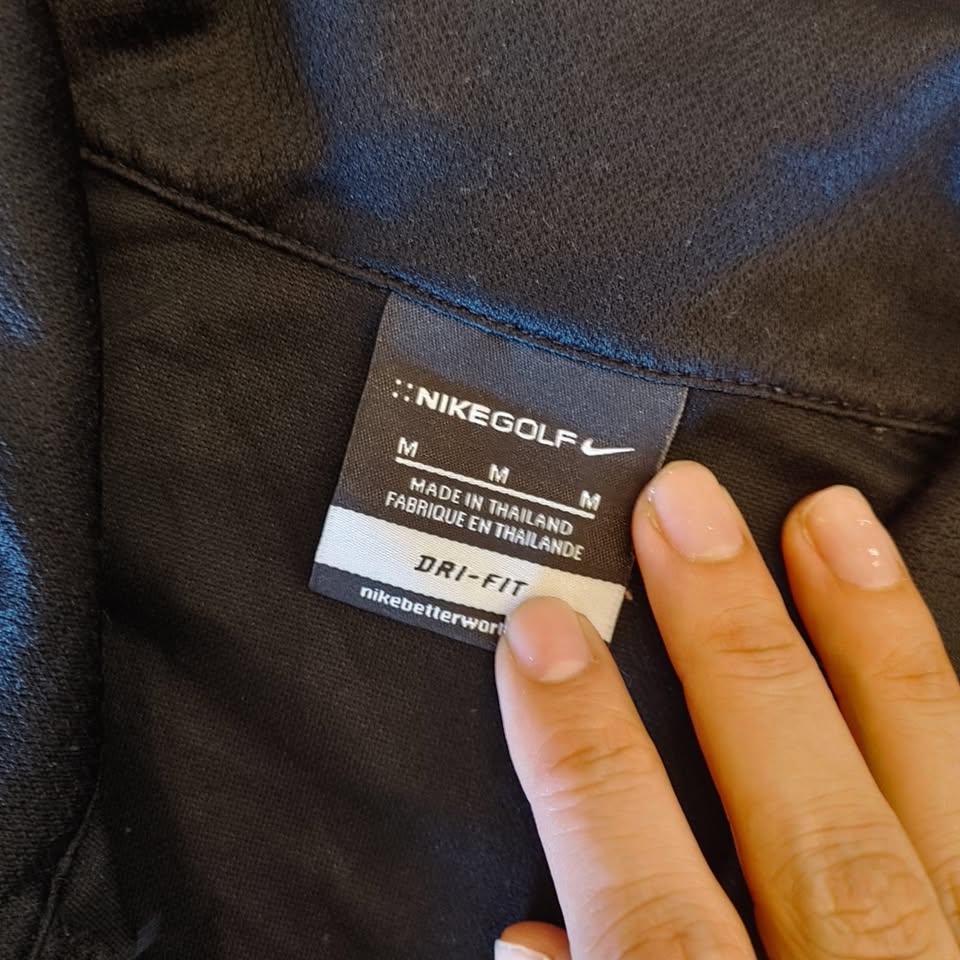 NIKEGOLF
M M M
MADE IN THAILAND
FABRIQUE EN THAILANDE
DRI-FIT